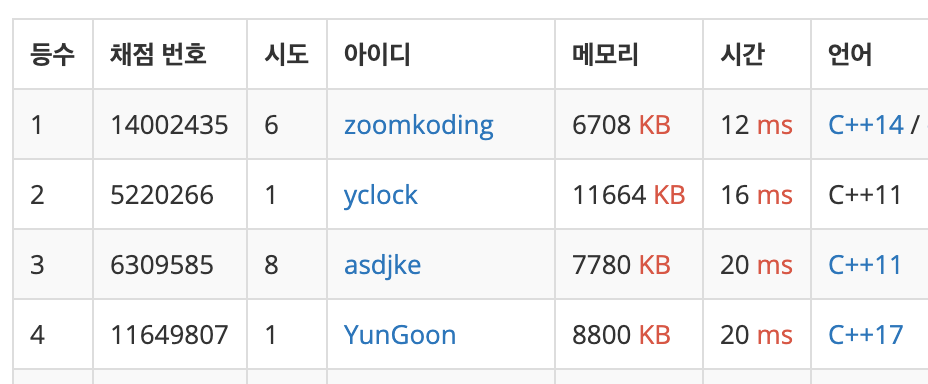 등수 채점 번호 시도 아이디 메모리 시간 언어
1 14002435 6 zoomkoding 6708 KB 12 ms C++14 /
2 5220266 1 yclock 11664 KB 16 ms C++11
3 6309585 8 asdjke 7780 KB 20 ms C++11
4 11649807 1 YunGoon 8800 KB 20 ms C++17